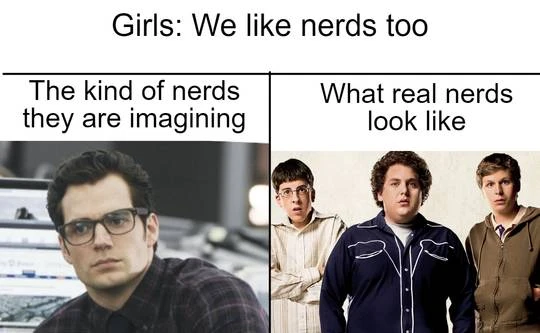 Girls: We like nerds too
The kind of nerds
they are imagining
What real nerds
look like